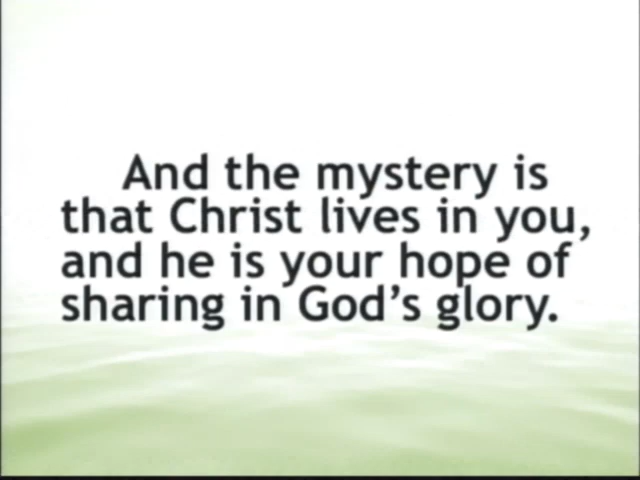 And the mystery is
that Christ lives in you,
and he is your hope of
sharing in God's glory.